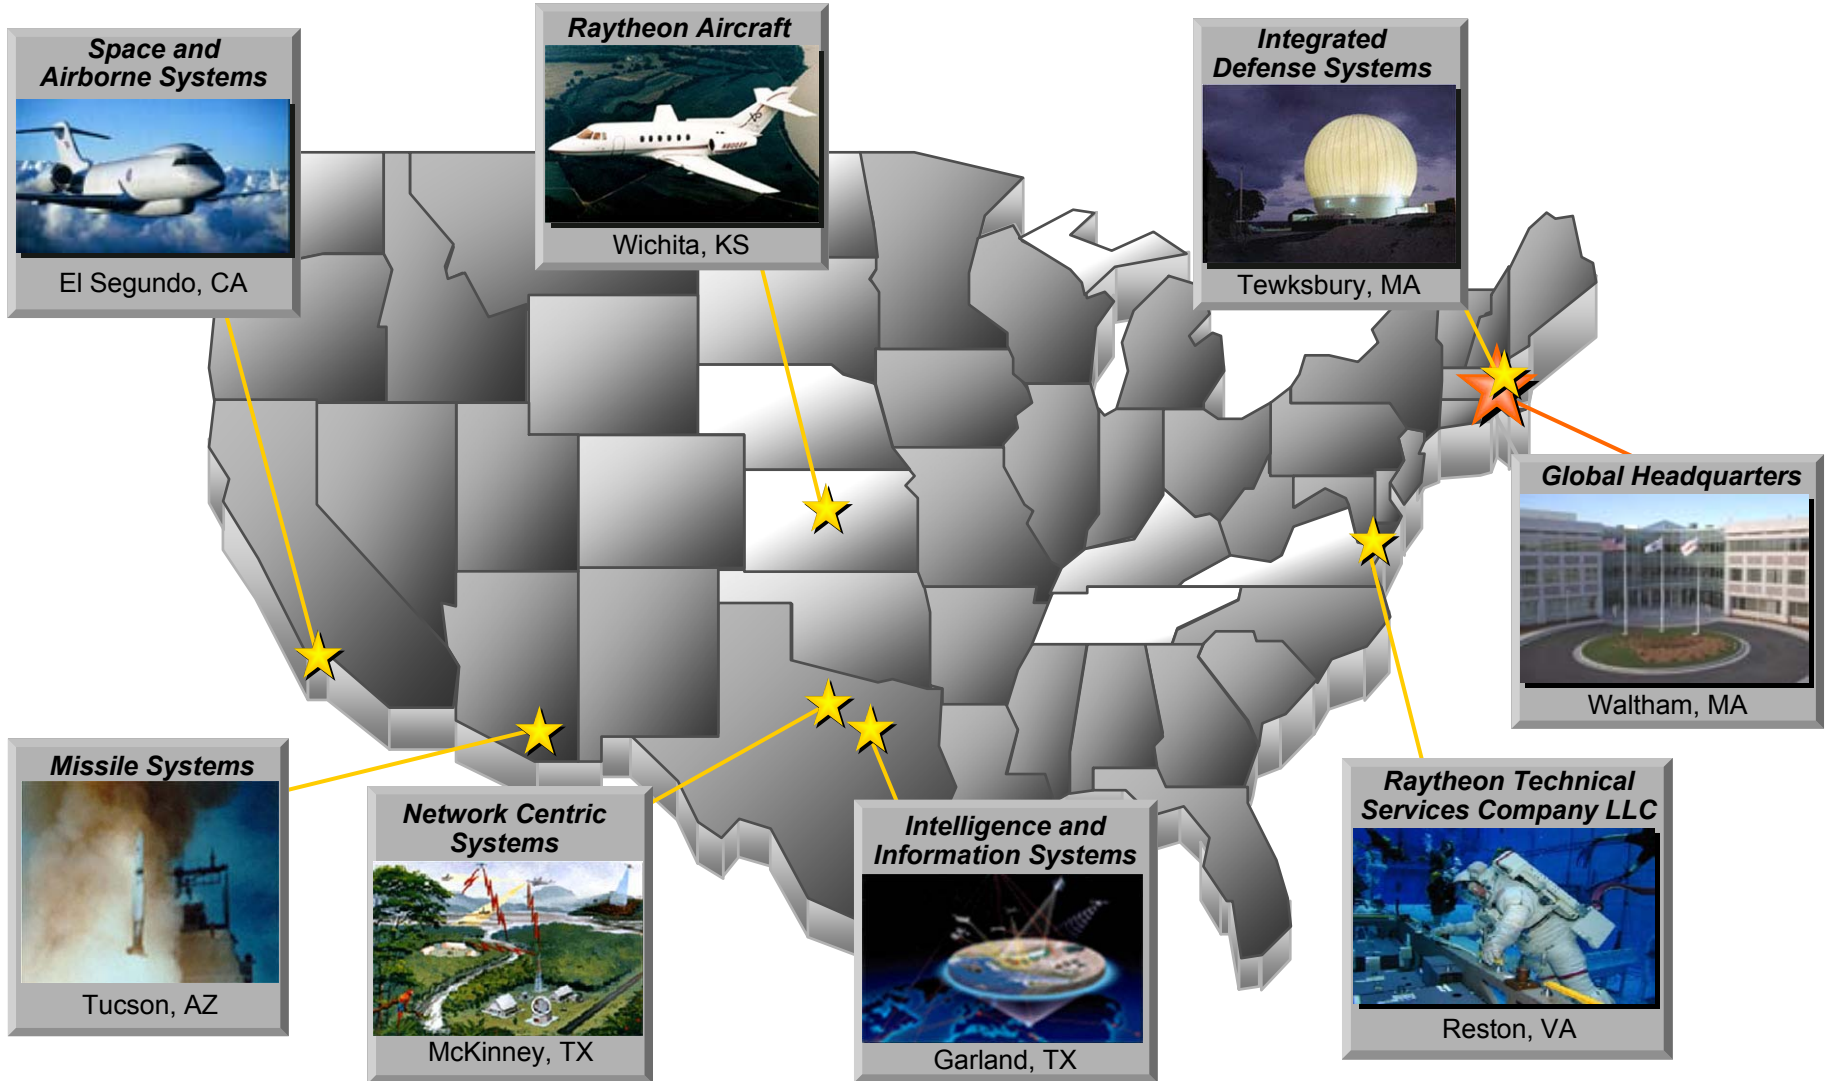 Space and
Airborne Systems
El Segundo, CA
Raytheon Aircraft
Wichita, KS
Integrated
Defense Systems
Tewksbury, MA
Global Headquarters
Waltham, MA
Missile Systems
Tucson, AZ
Network Centric
Systems
McKinney, TX
Intelligence and
Information Systems
Garland, TX
Raytheon Technical
Services Company LLC
Reston, VA